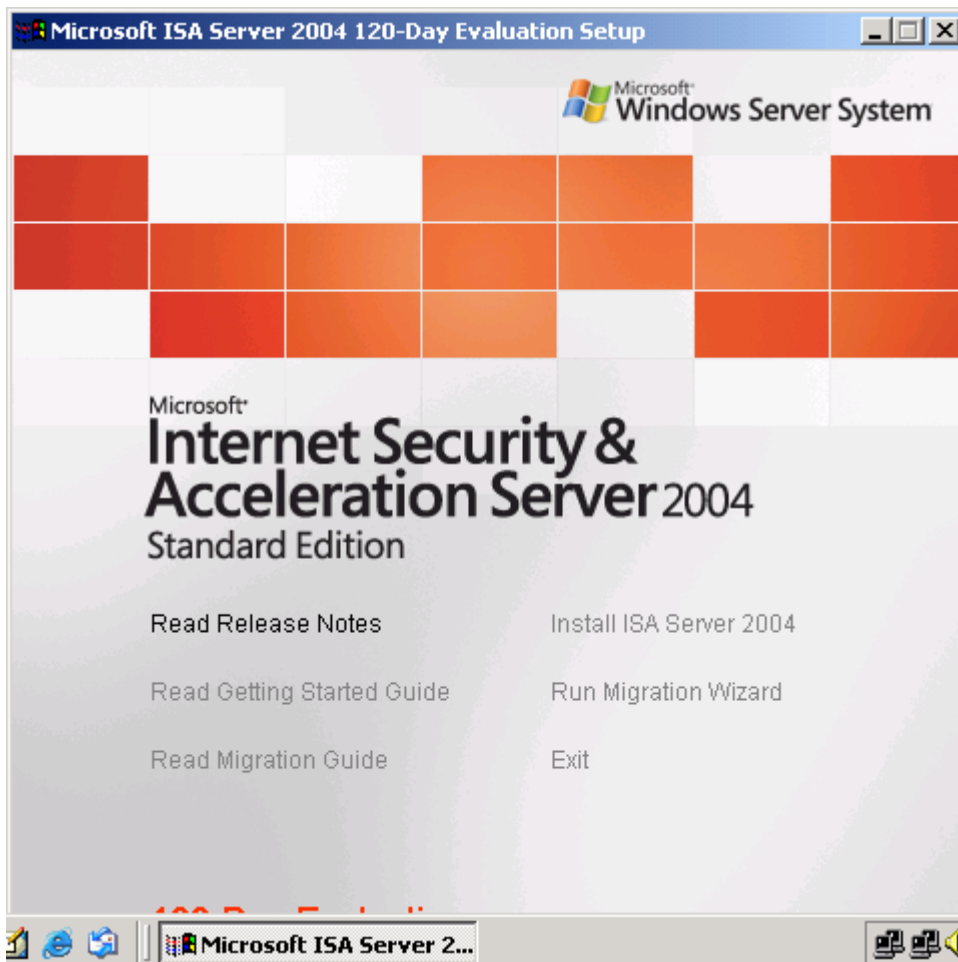 Microsoft ISA Server 2004 120-Day Evaluation Setup
Microsoft
Windows Server System
Microsoft
Internet Security &
Acceleration Server 2004
Standard Edition
Read Release Notes
Install ISA Server 2004
Read Getting Started Guide
Run Migration Wizard
Read Migration Guide
Exit
Microsoft ISA Server 2...